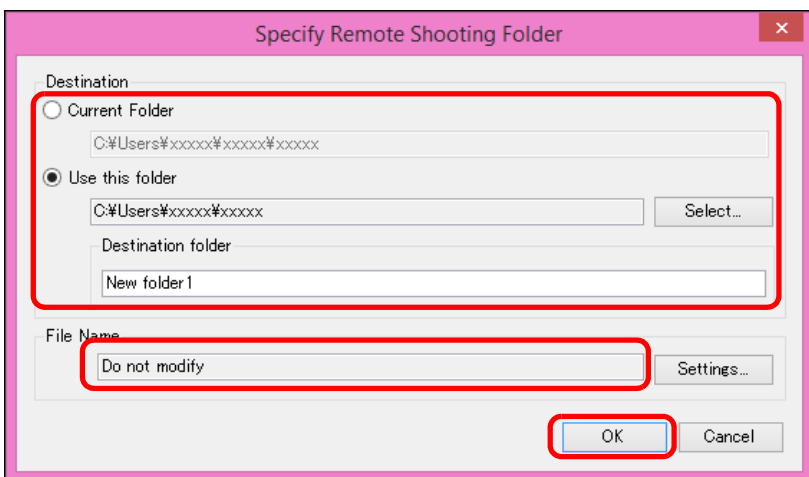 Specify Remote Shooting Folder
Destination
Current Folder
C:¥Users¥xxxxx¥xxxxx¥xxxxx
Use this folder
C:¥Users¥xxxxx¥xxxxx
Select...
Destination folder
New folder1
File Name
Do not modify
Settings...
OK
Cancel